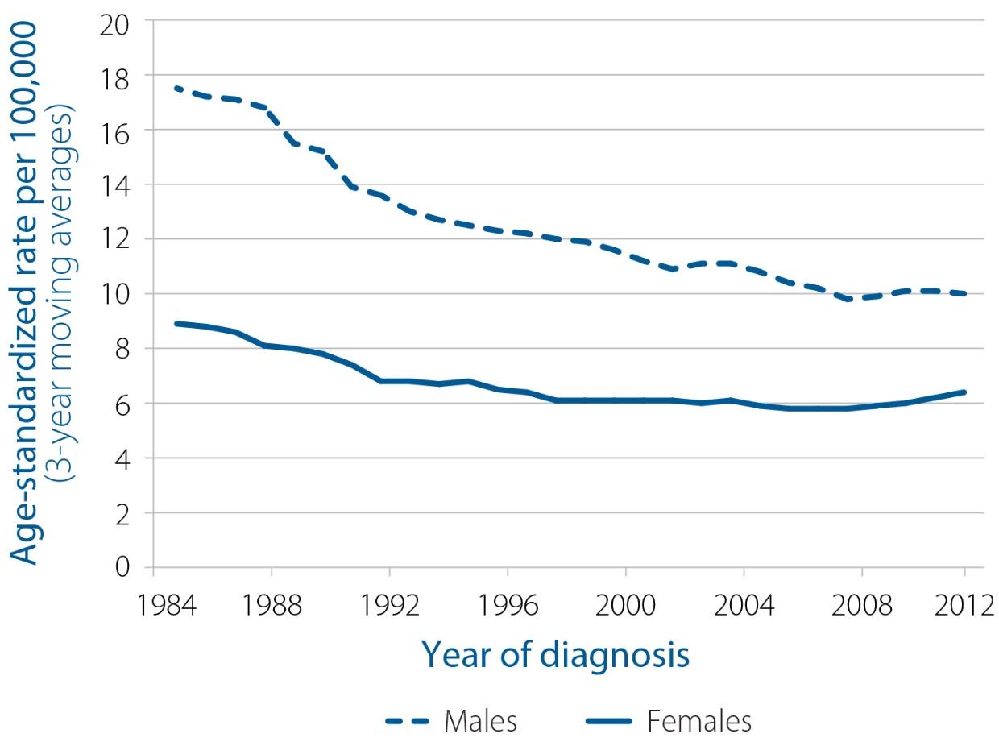 Age-standardized rate per 100,000
(3-year moving averages)
20
18
16
14
12
10
8
6
4
2
0
1984 1988 1992 1996 2000 2004 2008 2012
Year of diagnosis
Males Females